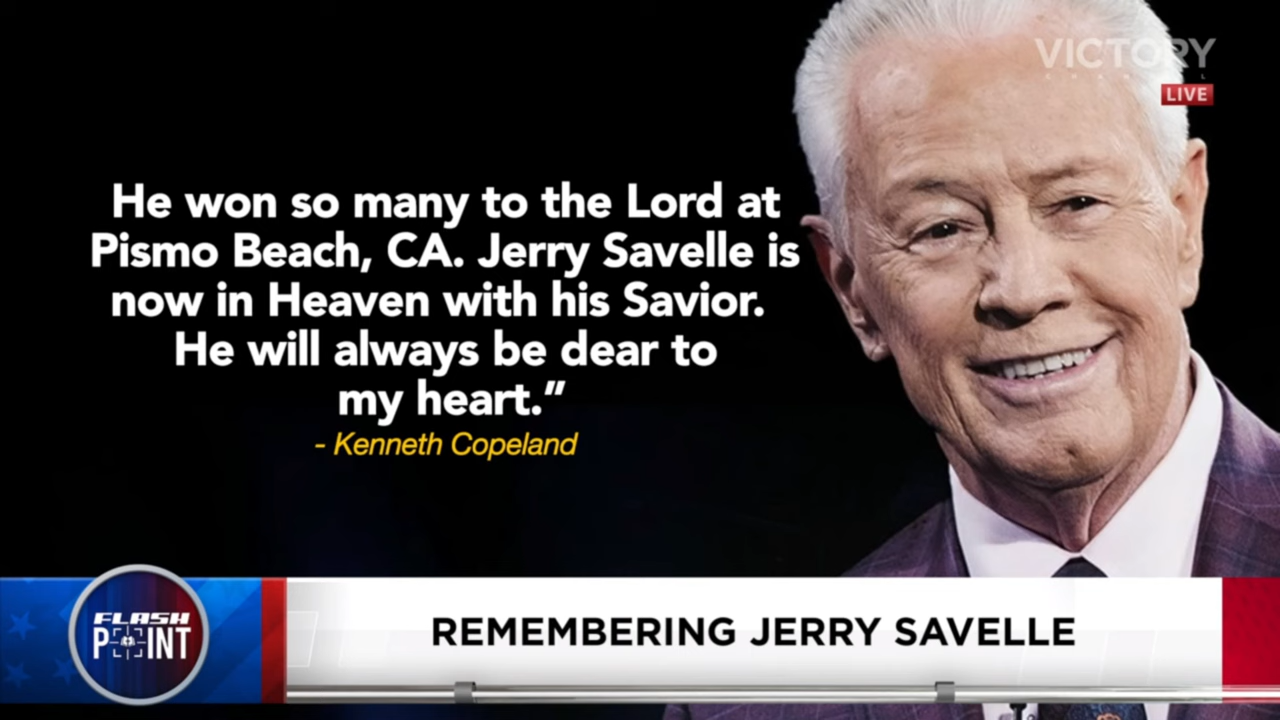 VICTORY
CHANNEL
LIVE
He won so many to the Lord at
Pismo Beach, CA. Jerry Savelle is
now in Heaven with his Savior.
He will always be dear to
my heart.”
- Kenneth Copeland
FLASH
POINT
REMEMBERING JERRY SAVELLE